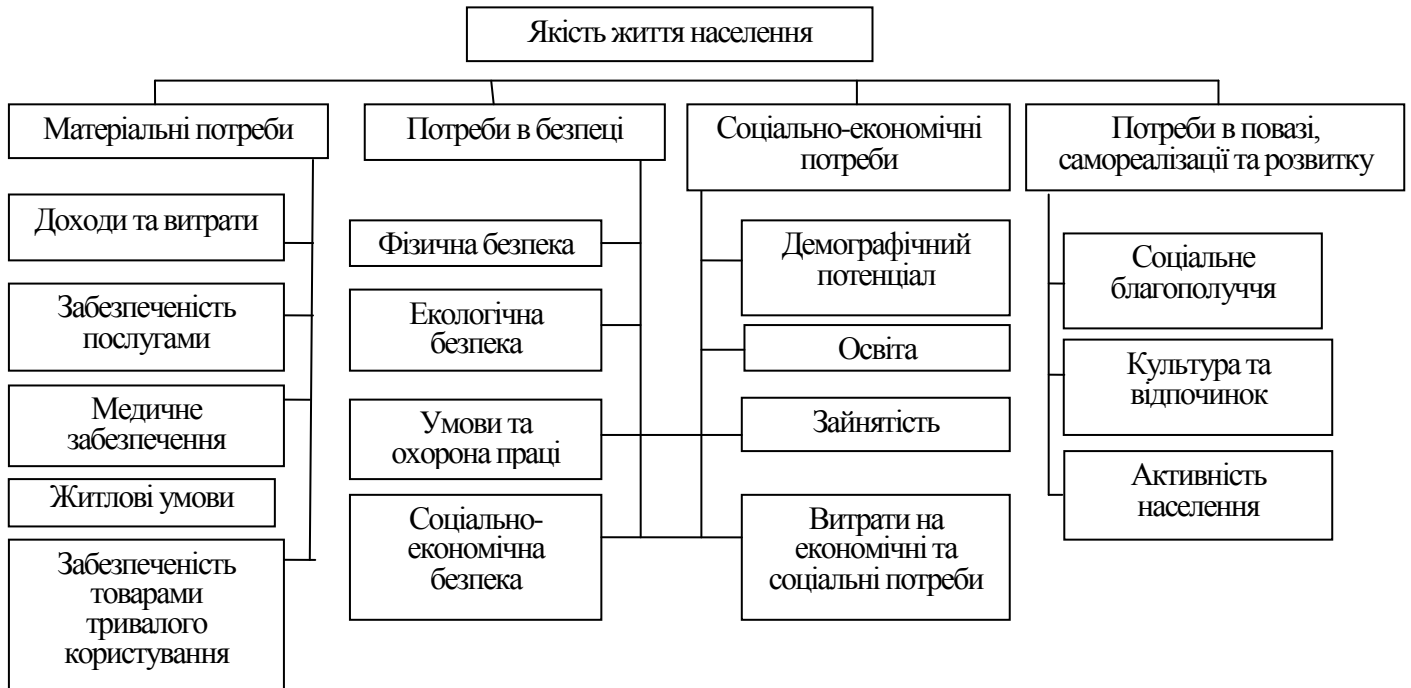 Якість життя населення
Матеріальні потреби
Доходи та витрати
Забезпеченість
послугами
Медичне
забезпечення
Житлові умови
Забезпеченість
товарами
тривалого
користування
Потреби в безпеці
Фізична безпека
Екологічна
безпека
Умови та
охорона праці
Соціально-
економічна
безпека
Соціально-економічні
потреби
Демографічний
потенціал
Освіта
Зайнятість
Витрати на
економічні та
соціальні потреби
Потреби в повазі,
самореалізації та розвитку
Соціальне
благополуччя
Культура та
відпочинок
Активність
населення